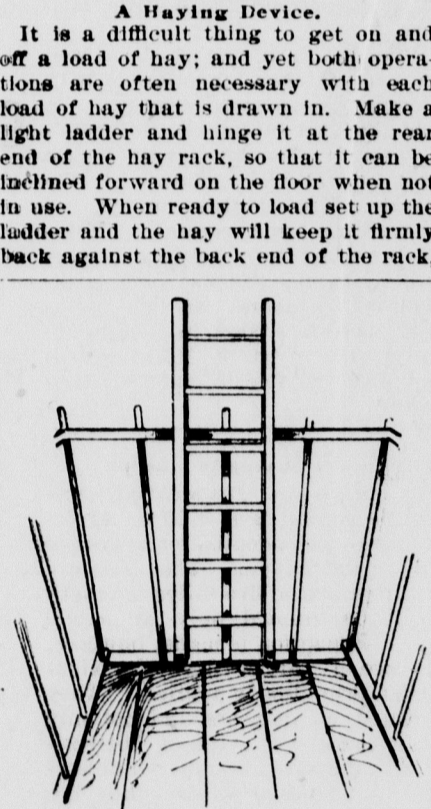 A Haying Device.
It is a difficult thing to get on and
off a load of hay; and yet both opera-
tions are often necessary with each
load of hay that is drawn in. Make a
light ladder and hinge it at the rear
end of the hay rack, so that it can be
inclined forward on the floor when not
in use. When ready to load set up the
ladder and the hay will keep it firmly
back against the back end of the rack.